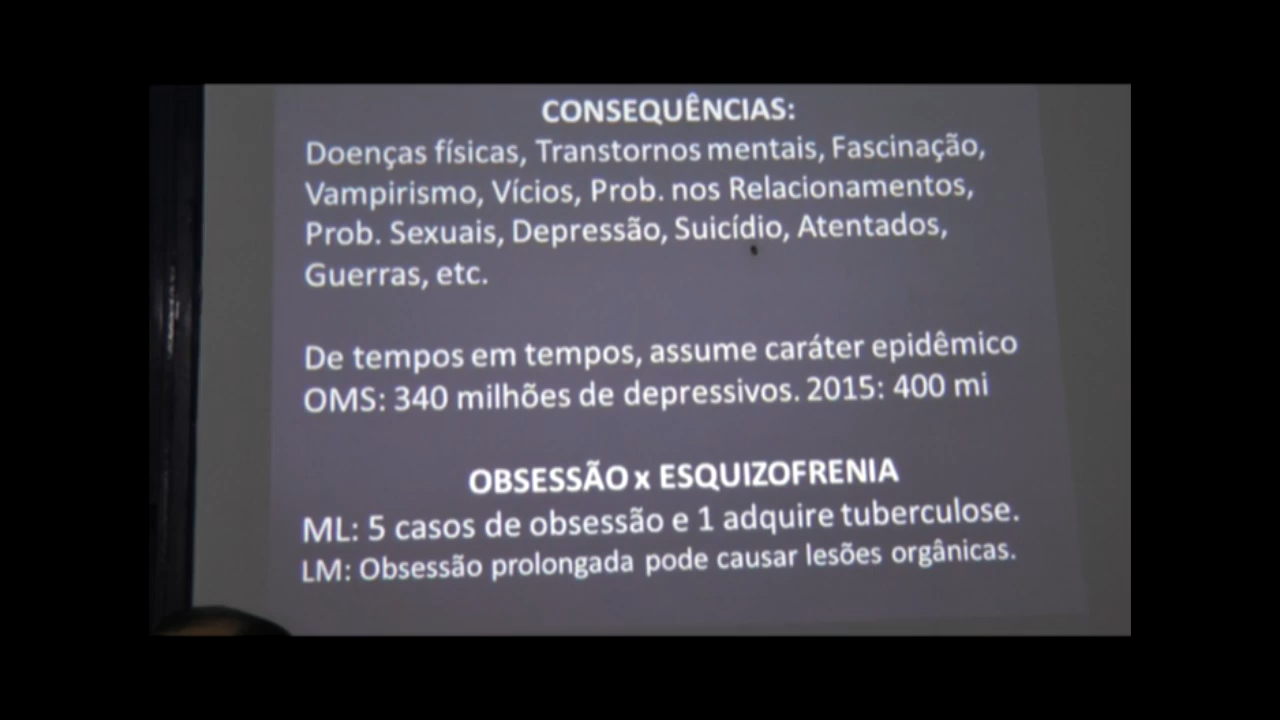 CONSEQUÊNCIAS:
Doenças físicas, Transtornos mentais, Fascinação,
Vampirismo, Vícios, Prob. nos Relacionamentos,
Prob. Sexuais, Depressão, Suicídio, Atentados,
Guerras, etc.
De tempos em tempos, assume caráter epidêmico
OMS: 340 milhões de depressivos. 2015: 400 mi
OBSESSÃO x ESQUIZOFRENIA
ML: 5 casos de obsessão e 1 adquire tuberculose.
LM: Obsessão prolongada pode causar lesões orgânicas.